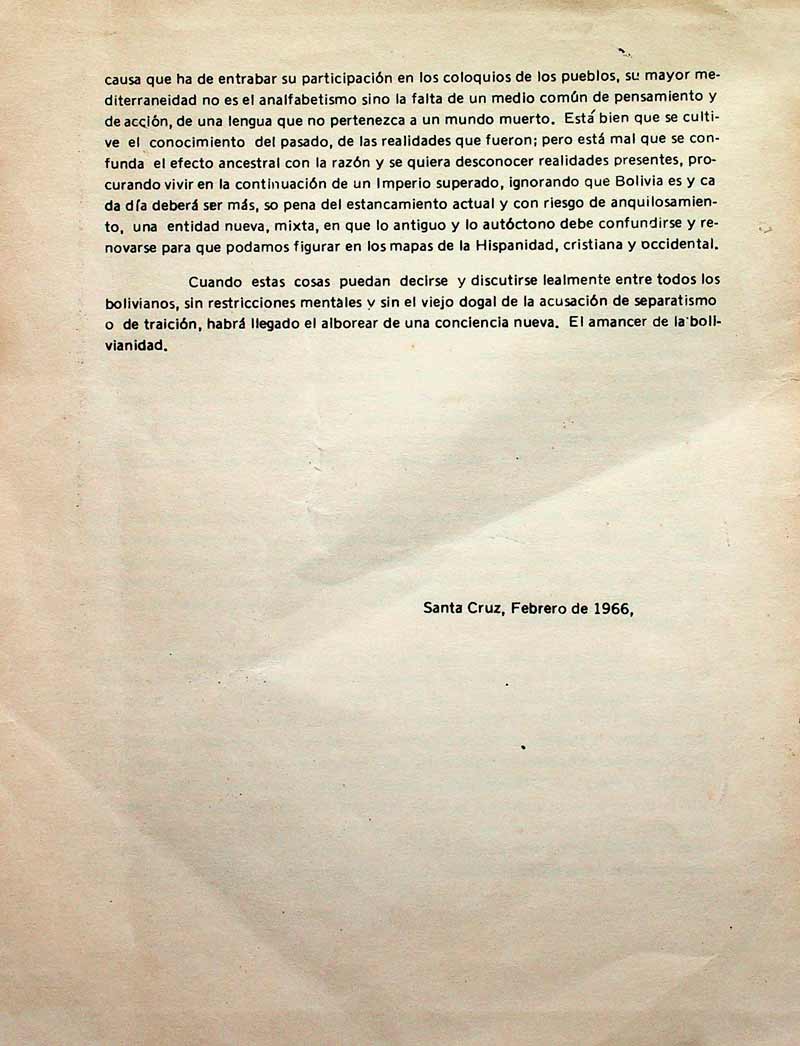 causa que ha de entrabar su participación en los coloquios de los pueblos, su mayor me-
diterraneidad no es el analfabetismo sino la falta de un medio común de pensamiento y
de acción, de una lengua que no pertenezca a un mundo muerto. Está bien que se culti-
ve el conocimiento del pasado, de las realidades que fueron; pero está mal que se con-
funda el efecto ancestral con la razón y se quiera desconocer realidades presentes, pro-
curando vivir en la continuación de un Imperio superado, ignorando que Bolivia es y ca
da día deberá ser más, so pena del estancamiento actual y con riesgo de anquilosamien-
to, una entidad nueva, mixta, en que lo antiguo y lo autóctono debe confundirse y re-
novarse para que podamos figurar en los mapas de la Hispanidad, cristiana y occidental.
Cuando estas cosas puedan decirse y discutirse lealmente entre todos los
bolivianos, sin restricciones mentales y sin el viejo dogal de la acusación de separatismo
o de traición, habrá llegado el alborear de una conciencia nueva. El amancer de la boli-
vianidad.
Santa Cruz, Febrero de 1966,